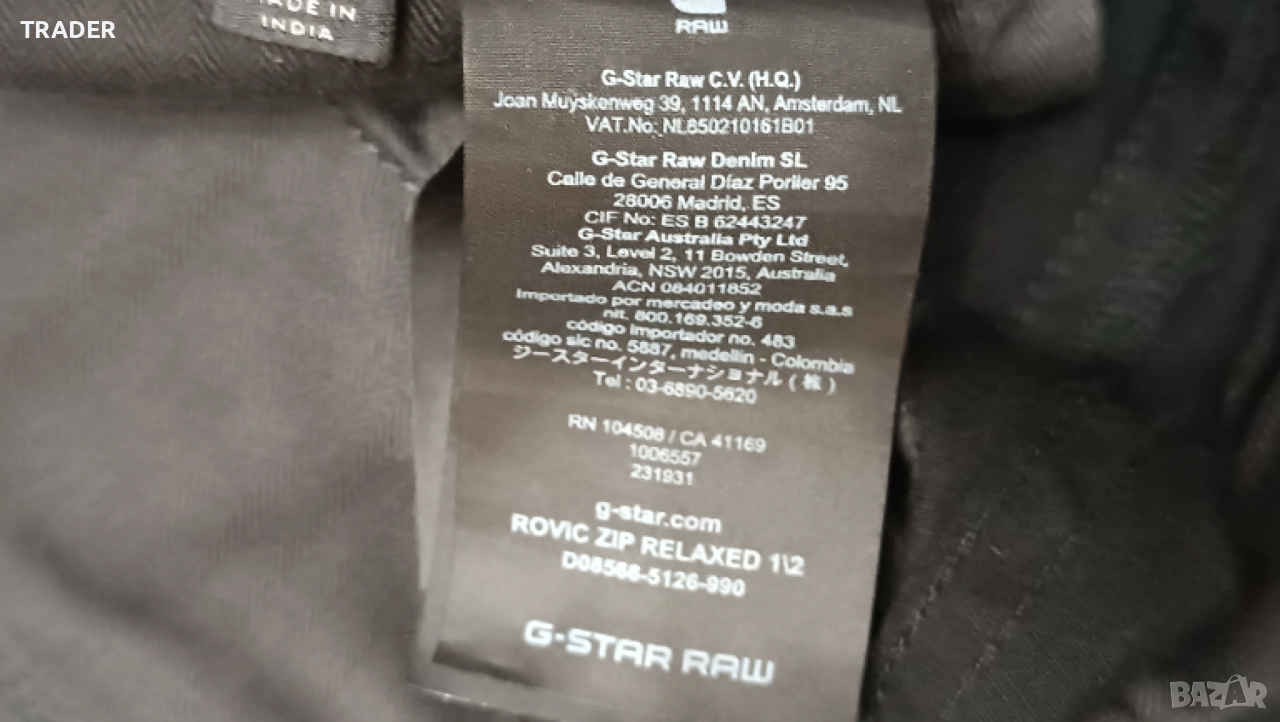 TRADER
MADE IN
INDIA
RAW
G-Star Raw C.V. (H.Q.)
Joan Muyskenweg 39, 1114 AN, Amsterdam, NL
VAT.No: NL850210161B01
G-Star Raw Denim SL
Calle de General Díaz Porlier 95
28006 Madrid, ES
CIF No: ES B 62443247
G-Star Australia Pty Ltd
Suite 3, Level 2, 11 Bowden Street,
Alexandria, NSW 2015, Australia
ACN 084011852
Importado por mercadeo y moda s.a.s
nit. 800.169.352-6
código importador no. 483
código sic no. 5887, medellin - Colombia
ジースターインターナショナル(株)
Tel : 03-6890-5620
RN 104508 / CA 41169
1006557
231931
g-star.com
ROVIC ZIP RELAXED 1\2
D08566-5126-990
G-STAR RAW
BAZAR